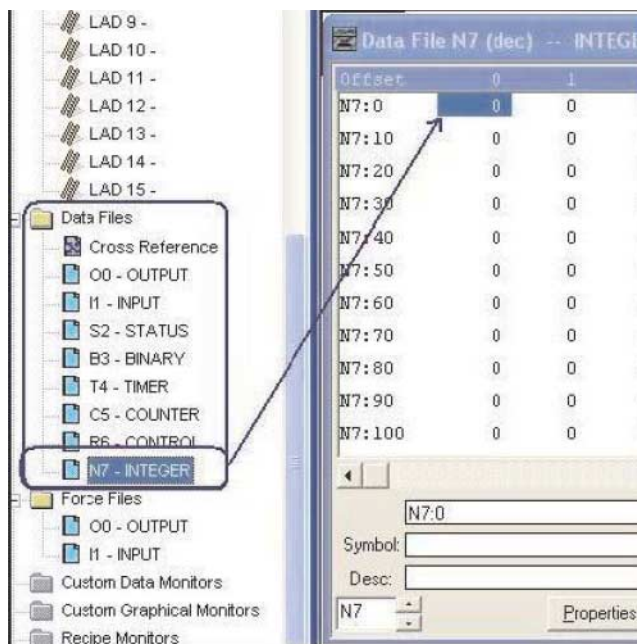 LAD 9 -
LAD 10 -
LAD 11 -
LAD 12 -
LAD 13 -
LAD 14 -
LAD 15 -
Data Files
Cross Reference
O0 - OUTPUT
I1 - INPUT
S2 - STATUS
B3 - BINARY
T4 - TIMER
C5 - COUNTER
R6 - CONTROL
N7 - INTEGER
Force Files
O0 - OUTPUT
I1 - INPUT
Custom Data Monitors
Custom Graphical Monitors
Recipe Monitors
Data File N7 (dec) -- INTEGE
Offset 0 1
N7:0 0 0
N7:10 0 0
N7:20 0 0
N7:30 0 0
N7:40 0 0
N7:50 0 0
N7:60 0 0
N7:70 0 0
N7:80 0 0
N7:90 0 0
N7:100 0 0
N7:0
Symbol:
Desc:
N7 Properties